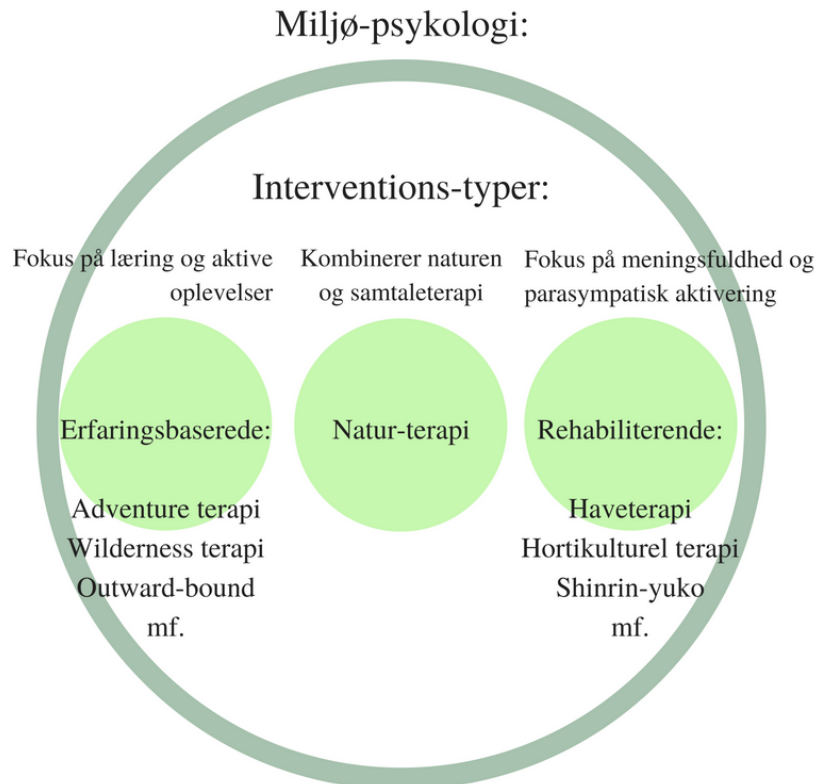 Miljø-psykologi:
Interventions-typer:
Fokus på læring og aktive
oplevelser
Kombinerer naturen
og samtaleterapi
Fokus på meningsfuldhed og
parasympatisk aktivering
Erfaringsbaserede:
Adventure terapi
Wilderness terapi
Outward-bound
mf.
Natur-terapi
Rehabiliterende:
Haveterapi
Hortikulturel terapi
Shinrin-yuko
mf.